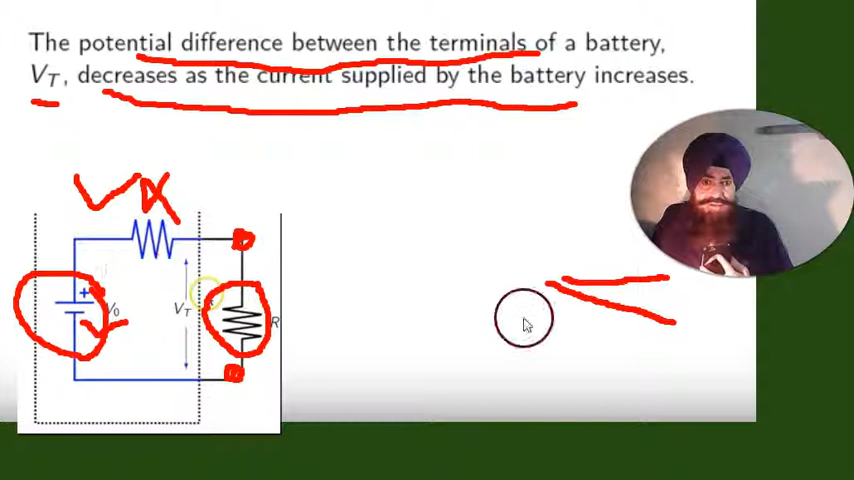 The potential difference between the terminals of a battery,
V_T, decreases as the current supplied by the battery increases.
+
V_0
V_T
R